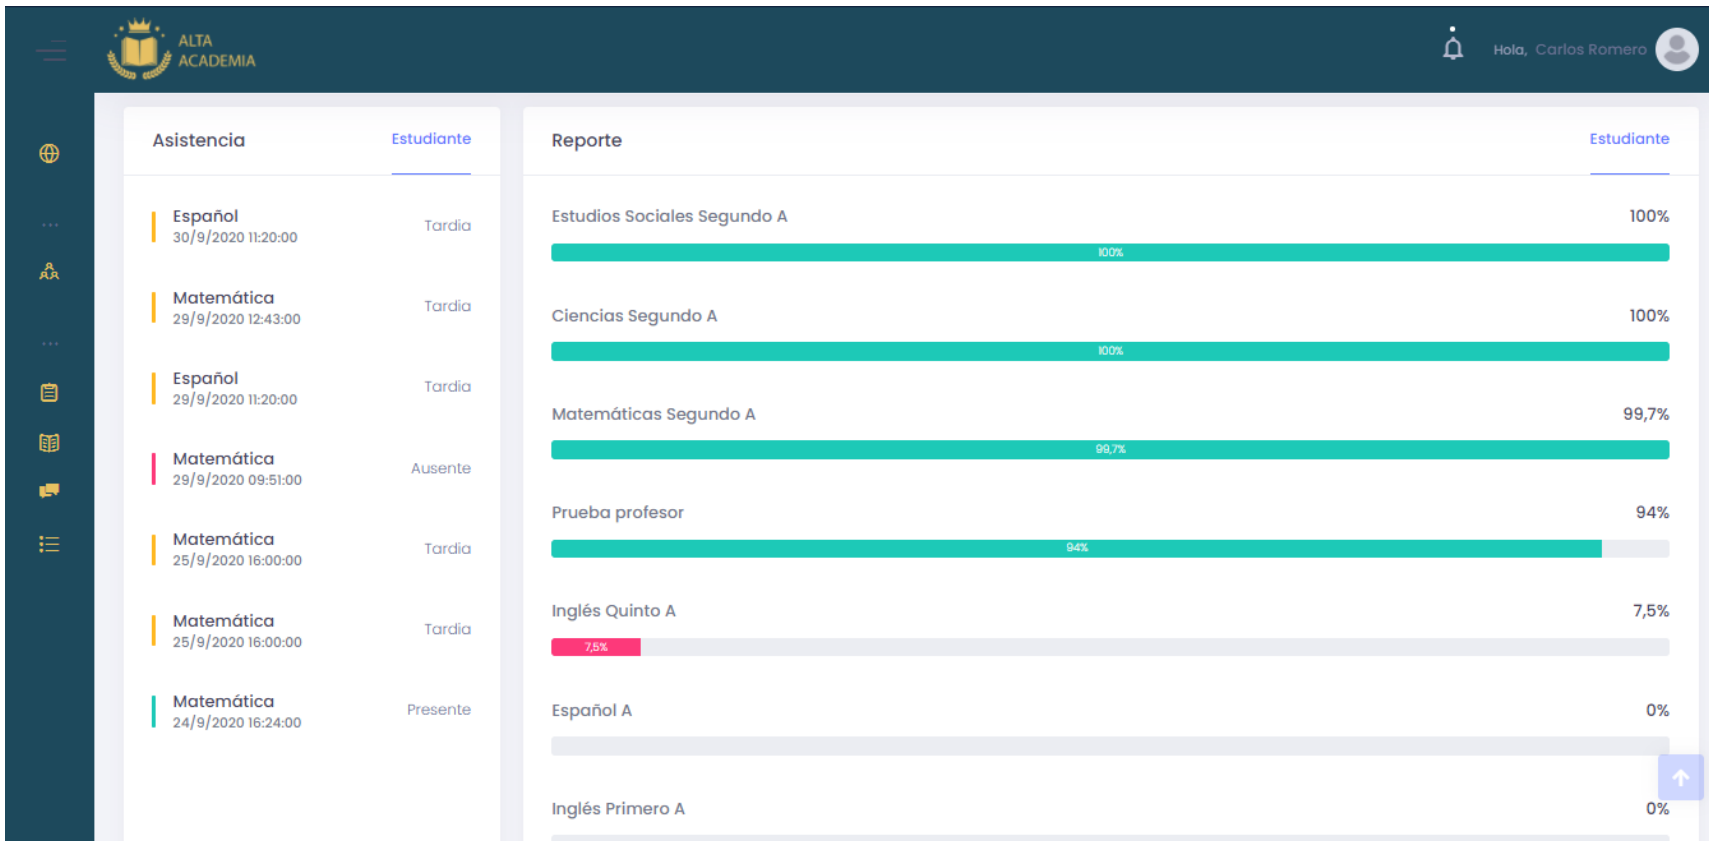 ALTA
ACADEMIA
Hola, Carlos Romero
Asistencia
Estudiante
Español
30/9/2020 11:20:00
Tardia
Matemática
29/9/2020 12:43:00
Tardia
Español
29/9/2020 11:20:00
Tardia
Matemática
29/9/2020 09:51:00
Ausente
Matemática
25/9/2020 16:00:00
Tardia
Matemática
25/9/2020 16:00:00
Tardia
Matemática
24/9/2020 16:24:00
Presente
Reporte
Estudiante
Estudios Sociales Segundo A
100%
100%
Ciencias Segundo A
100%
100%
Matemáticas Segundo A
99,7%
99,7%
Prueba profesor
94%
94%
Inglés Quinto A
7,5%
7,5%
Español A
0%
Inglés Primero A
0%